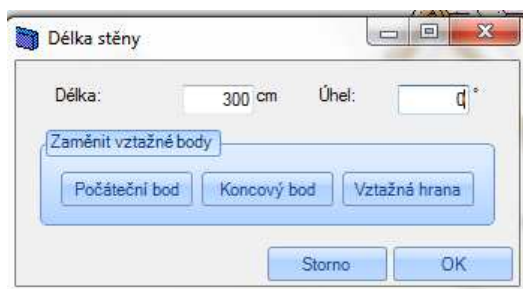 Délka stěny
Délka: 300 cm Úhel: 0 °
Zaměnit vztažné body
Počáteční bod Koncový bod Vztažná hrana
Storno OK